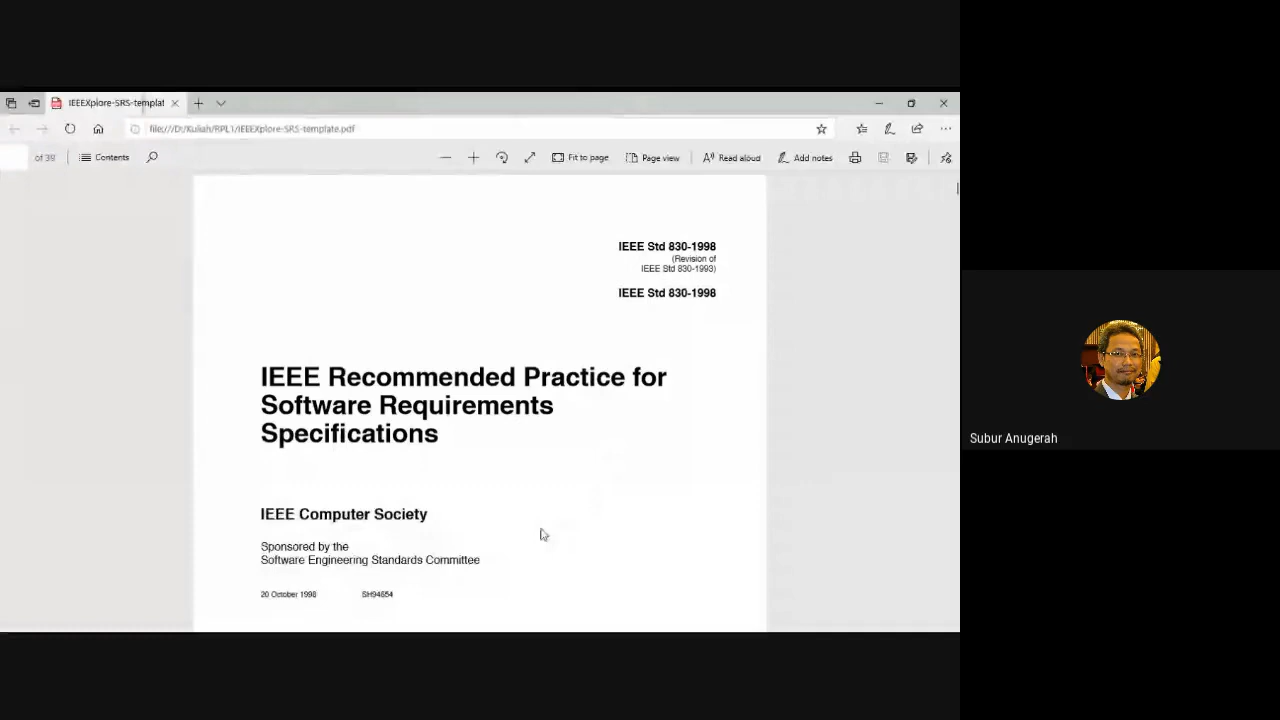 IEEEXplore-SRS-templat
file:///D:/Kuliah/RPL1/IEEEXplore-SRS-template.pdf
of 39
Contents
Fit to page
Page view
Read aloud
Add notes
IEEE Std 830-1998
(Revision of
IEEE Std 830-1993)
IEEE Std 830-1998
IEEE Recommended Practice for
Software Requirements
Specifications
IEEE Computer Society
Sponsored by the
Software Engineering Standards Committee
20 October 1998 SH94654
Subur Anugerah